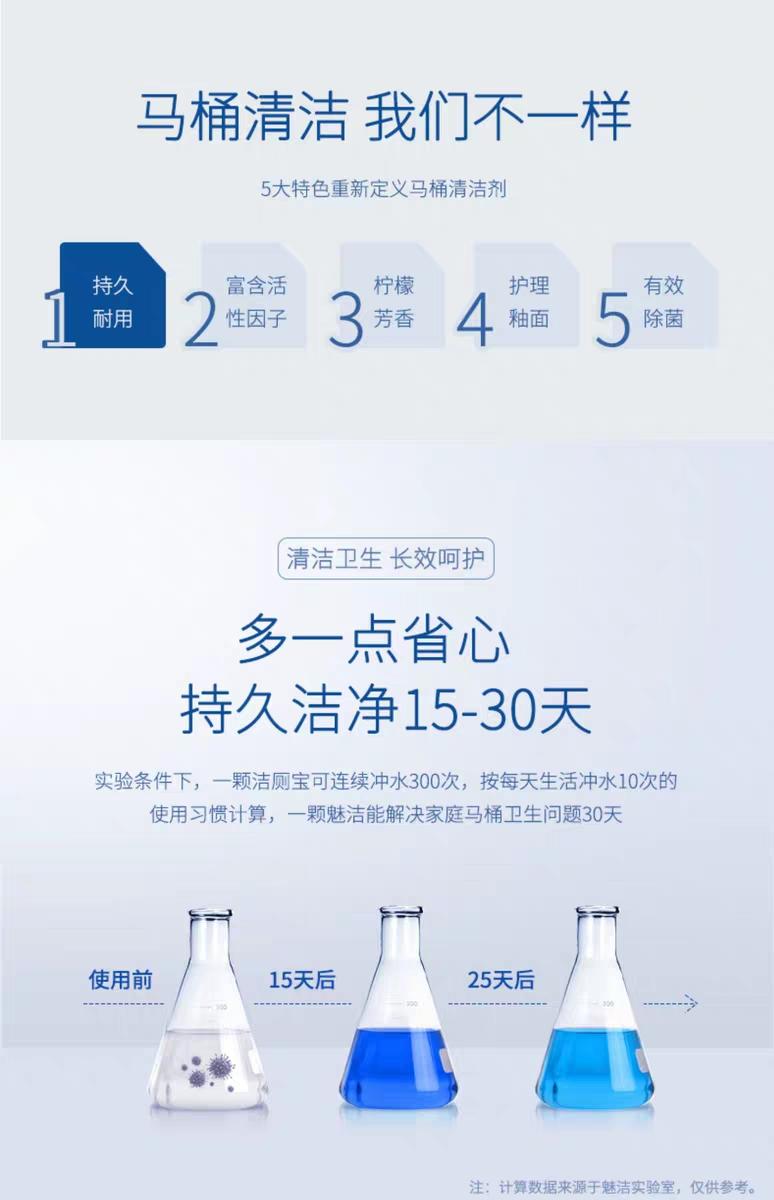 马桶清洁 我们不一样
5大特色重新定义马桶清洁剂
1 持久
耐用
2 富含活
性因子
3 柠檬
芳香
4 护理
釉面
5 有效
除菌
清洁卫生 长效呵护
多一点省心
持久洁净15-30天
实验条件下，一颗洁厕宝可连续冲水300次，按每天生活冲水10次的
使用习惯计算，一颗魅洁能解决家庭马桶卫生问题30天
使用前
15天后
25天后
300
300
300
注：计算数据来源于魅洁实验室，仅供参考。